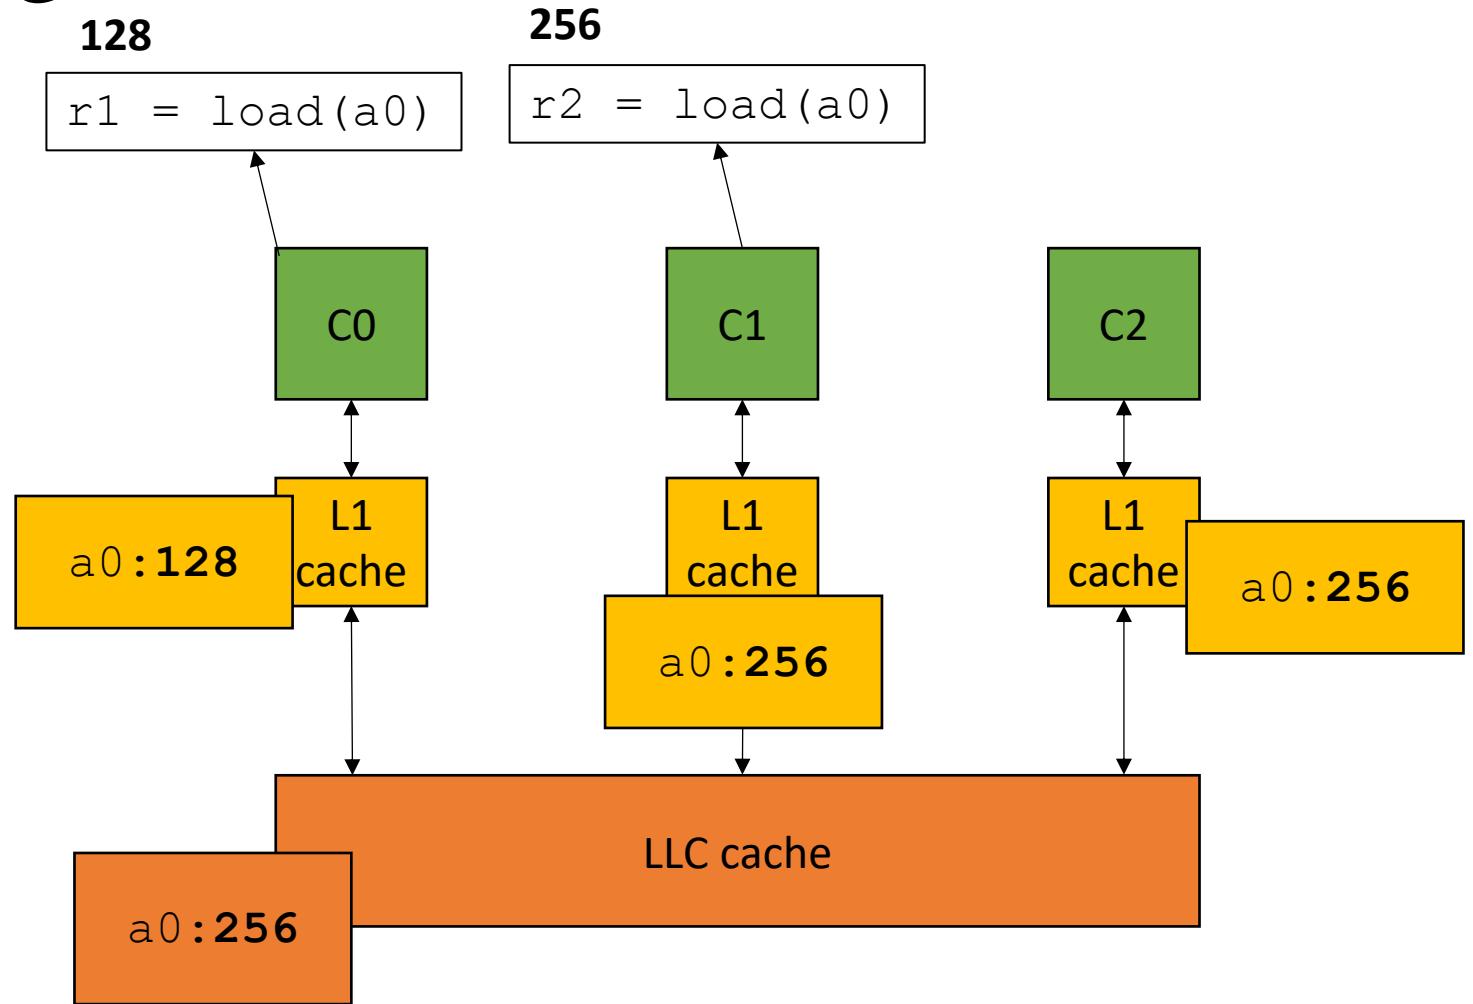 128
256
r1 = load(a0)
r2 = load(a0)
C0
C1
C2
L1
cache
L1
cache
L1
cache
a0:128
a0:256
a0:256
LLC cache
a0:256